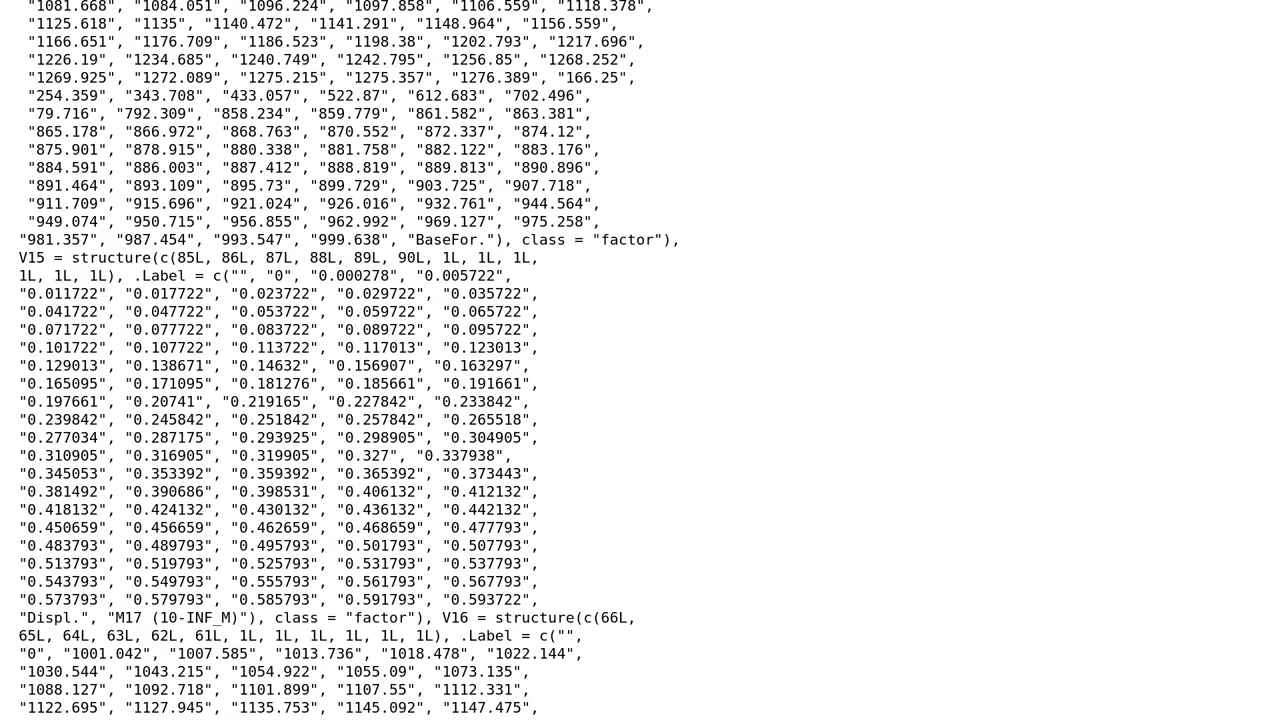 "1081.668", "1084.051", "1096.224", "1097.858", "1106.559", "1118.378",
"1125.618", "1135", "1140.472", "1141.291", "1148.964", "1156.559",
"1166.651", "1176.709", "1186.523", "1198.38", "1202.793", "1217.696",
"1226.19", "1234.685", "1240.749", "1242.795", "1256.85", "1268.252",
"1269.925", "1272.089", "1275.215", "1275.357", "1276.389", "166.25",
"254.359", "343.708", "433.057", "522.87", "612.683", "702.496",
"79.716", "792.309", "858.234", "859.779", "861.582", "863.381",
"865.178", "866.972", "868.763", "870.552", "872.337", "874.12",
"875.901", "878.915", "880.338", "881.758", "882.122", "883.176",
"884.591", "886.003", "887.412", "888.819", "889.813", "890.896",
"891.464", "893.109", "895.73", "899.729", "903.725", "907.718",
"911.709", "915.696", "921.024", "926.016", "932.761", "944.564",
"949.074", "950.715", "956.855", "962.992", "969.127", "975.258",
"981.357", "987.454", "993.547", "999.638", "BaseFor."), class = "factor"),
V15 = structure(c(85L, 86L, 87L, 88L, 89L, 90L, 1L, 1L, 1L,
1L, 1L, 1L), .Label = c("", "0", "0.000278", "0.005722",
"0.011722", "0.017722", "0.023722", "0.029722", "0.035722",
"0.041722", "0.047722", "0.053722", "0.059722", "0.065722",
"0.071722", "0.077722", "0.083722", "0.089722", "0.095722",
"0.101722", "0.107722", "0.113722", "0.117013", "0.123013",
"0.129013", "0.138671", "0.14632", "0.156907", "0.163297",
"0.165095", "0.171095", "0.181276", "0.185661", "0.191661",
"0.197661", "0.20741", "0.219165", "0.227842", "0.233842",
"0.239842", "0.245842", "0.251842", "0.257842", "0.265518",
"0.277034", "0.287175", "0.293925", "0.298905", "0.304905",
"0.310905", "0.316905", "0.319905", "0.327", "0.337938",
"0.345053", "0.353392", "0.359392", "0.365392", "0.373443",
"0.381492", "0.390686", "0.398531", "0.406132", "0.412132",
"0.418132", "0.424132", "0.430132", "0.436132", "0.442132",
"0.450659", "0.456659", "0.462659", "0.468659", "0.477793",
"0.483793", "0.489793", "0.495793", "0.501793", "0.507793",
"0.513793", "0.519793", "0.525793", "0.531793", "0.537793",
"0.543793", "0.549793", "0.555793", "0.561793", "0.567793",
"0.573793", "0.579793", "0.585793", "0.591793", "0.593722",
"Displ.", "M17 (10-INF_M)"), class = "factor"), V16 = structure(c(66L,
65L, 64L, 63L, 62L, 61L, 1L, 1L, 1L, 1L, 1L, 1L), .Label = c("",
"0", "1001.042", "1007.585", "1013.736", "1018.478", "1022.144",
"1030.544", "1043.215", "1054.922", "1055.09", "1073.135",
"1088.127", "1092.718", "1101.899", "1107.55", "1112.331",
"1122.695", "1127.945", "1135.753", "1145.092", "1147.475",